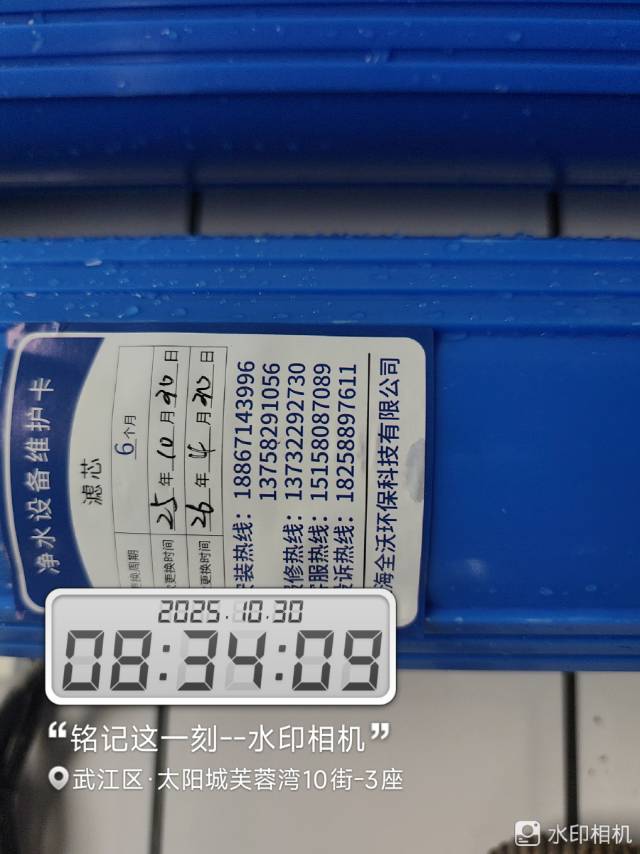 净水设备维护卡
滤芯
换周期 6个月
更换时间 25年10月30日
更换时间 26年4月30日
装热线：18867143996
13758291056
修热线：13732292730
服热线：15158087089
诉热线：18258897611
海全沃环保科技有限公司
2025.10.30
08:34:09
“铭记这一刻--水印相机”
武江区·太阳城芙蓉湾10街-3座
水印相机